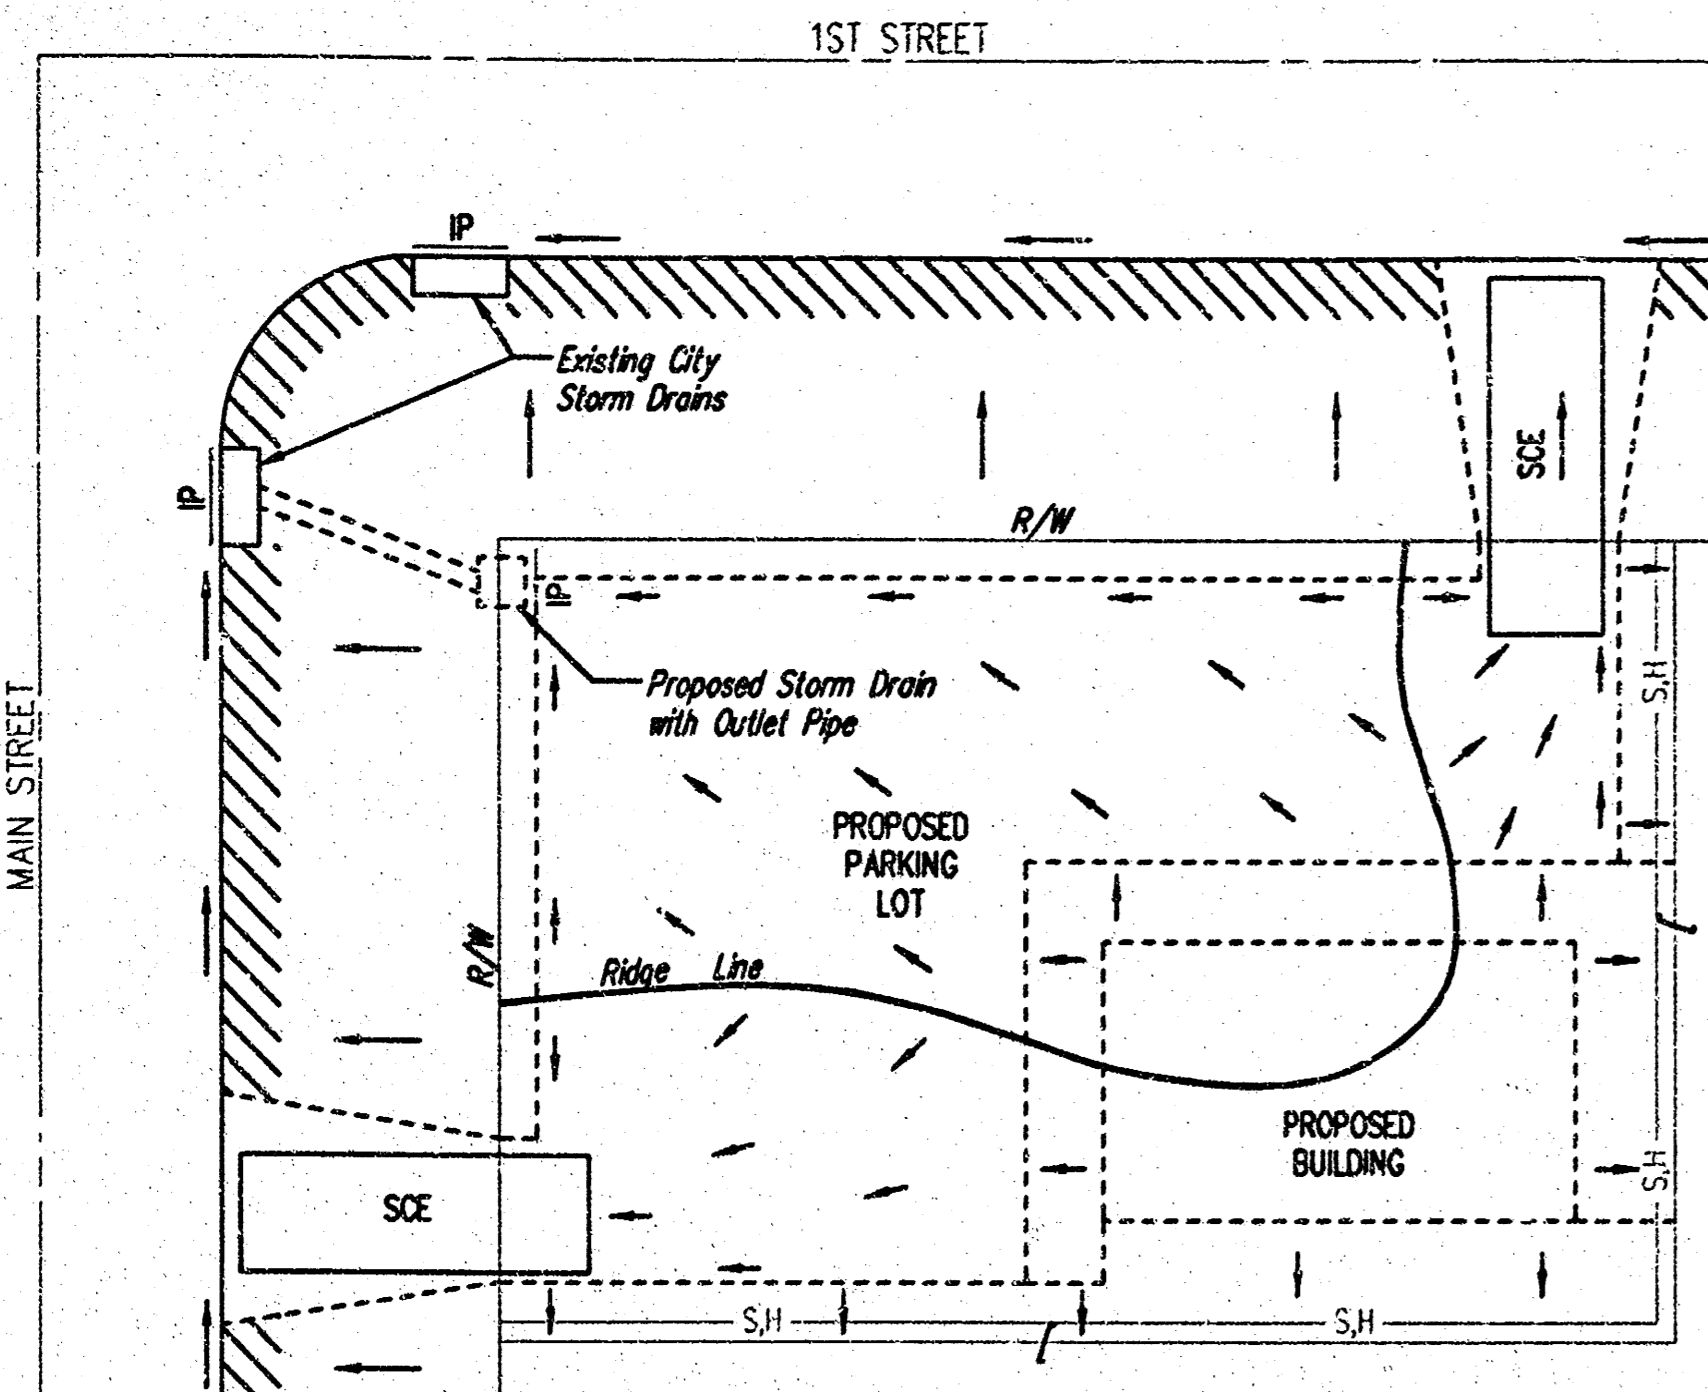 1ST STREET
IP
Existing City
Storm Drains
SCE
IP
R/W
IP
Proposed Storm Drain
with Outlet Pipe
S,H
MAIN STREET
PROPOSED
PARKING
LOT
R/W
Ridge Line
PROPOSED
BUILDING
S,H
SCE
S,H
S,H